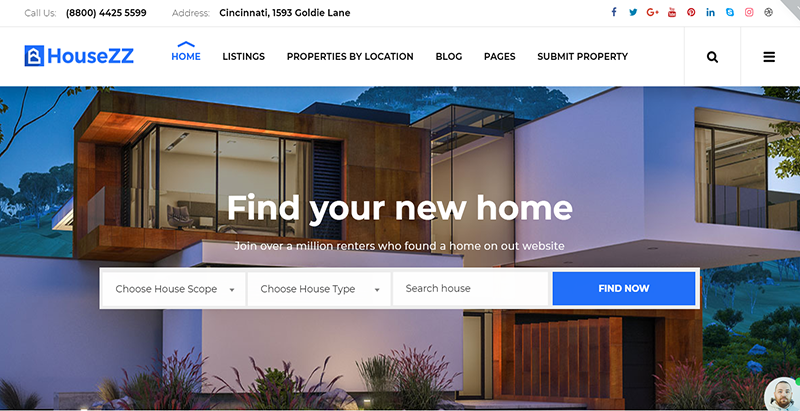 Call Us: (8800) 4425 5599 Address: Cincinnati, 1593 Goldie Lane
HouseZZ HOME LISTINGS PROPERTIES BY LOCATION BLOG PAGES SUBMIT PROPERTY
Find your new home
Join over a million renters who found a home on out website
Choose House Scope Choose House Type Search house FIND NOW